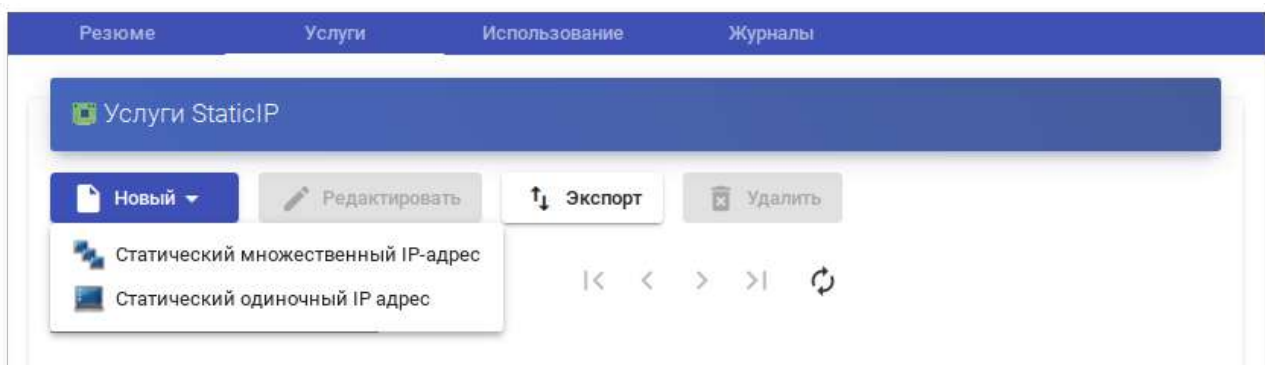 Резюме Услуги Использование Журналы
Услуги StaticIP
Новый Редактировать Экспорт Удалить
Статический множественный IP-адрес
Статический одиночный IP адрес